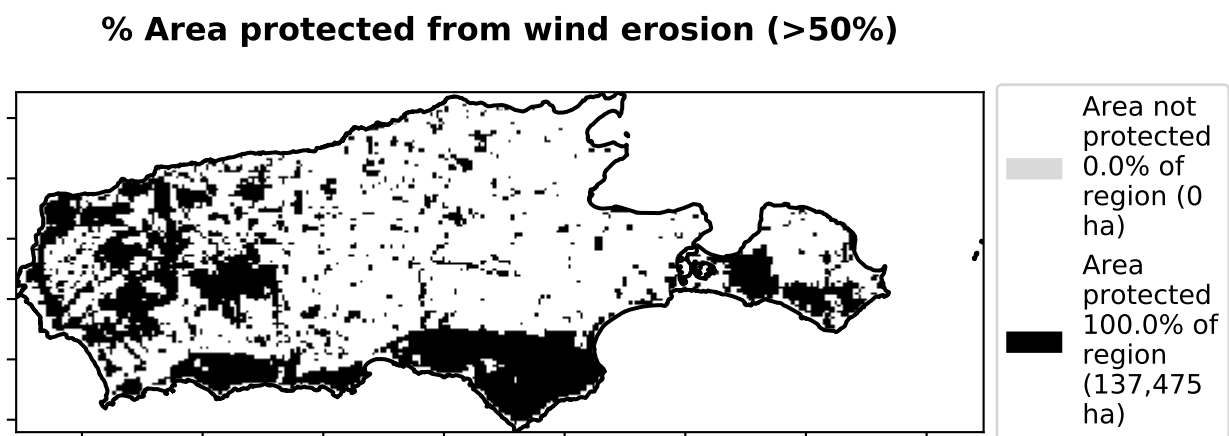 % Area protected from wind erosion (>50%)
Area not
protected
0.0% of
region (0
ha)
Area
protected
100.0% of
region
(137,475
ha)